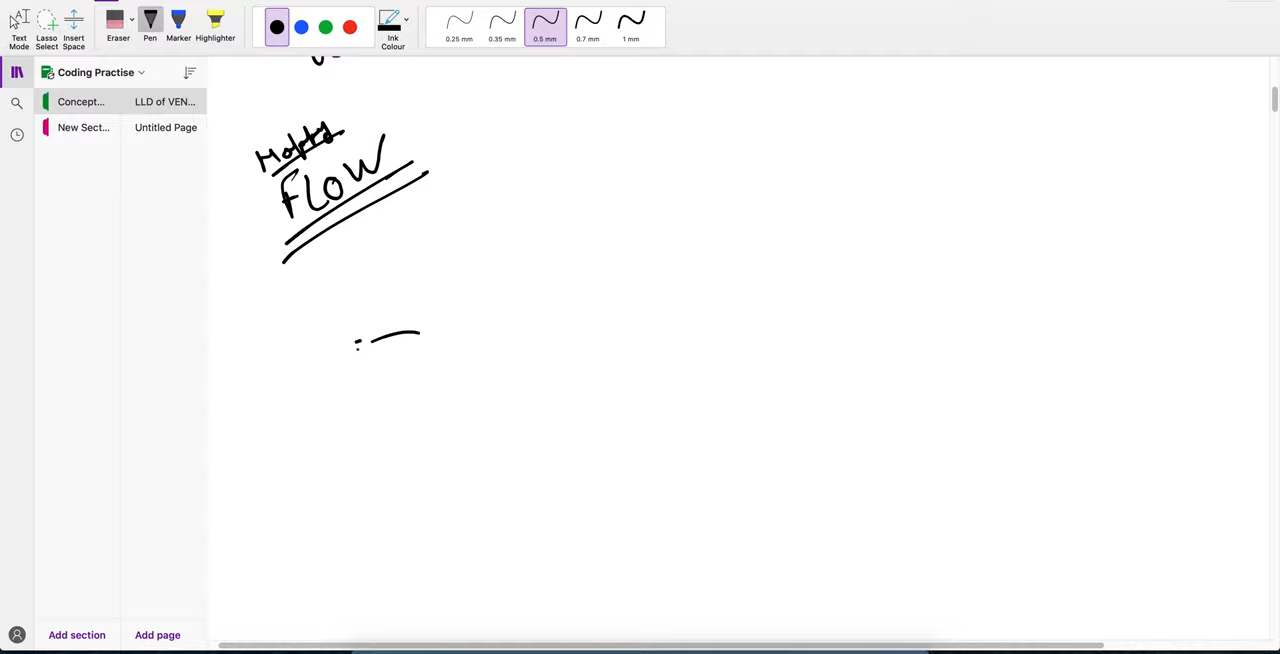 Text Mode
Lasso Select
Insert Space
Eraser
Pen
Marker
Highlighter
Ink Colour
0.25 mm
0.35 mm
0.5 mm
0.7 mm
1 mm
Coding Practise
Concept... LLD of VEN...
New Sect... Untitled Page
FLOW
Add section Add page